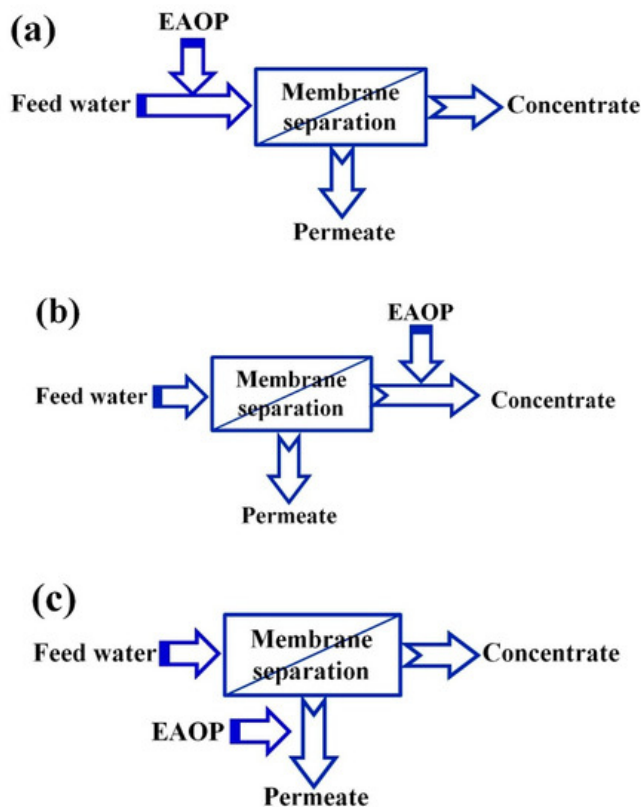 (a)
EAOP
Feed water
Membrane
separation
Concentrate
Permeate
(b)
EAOP
Feed water
Membrane
separation
Concentrate
Permeate
(c)
Feed water
Membrane
separation
Concentrate
EAOP
Permeate